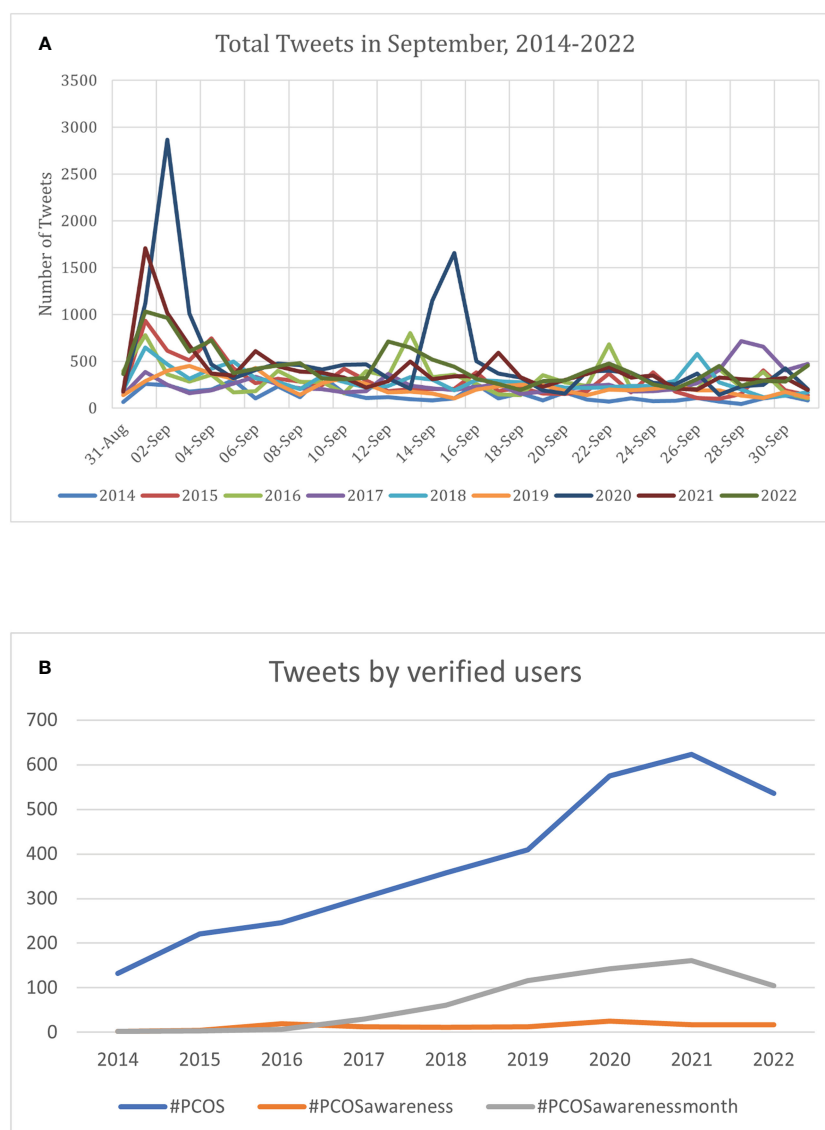 A
Total Tweets in September, 2014-2022
Number of Tweets
3500
3000
2500
2000
1500
1000
500
0
31-Aug
02-Sep
04-Sep
06-Sep
08-Sep
10-Sep
12-Sep
14-Sep
16-Sep
18-Sep
20-Sep
22-Sep
24-Sep
26-Sep
28-Sep
30-Sep
2014 2015 2016 2017 2018 2019 2020 2021 2022
B
Tweets by verified users
700
600
500
400
300
200
100
0
2014 2015 2016 2017 2018 2019 2020 2021 2022
#PCOS #PCOSawareness #PCOSawarenessmonth